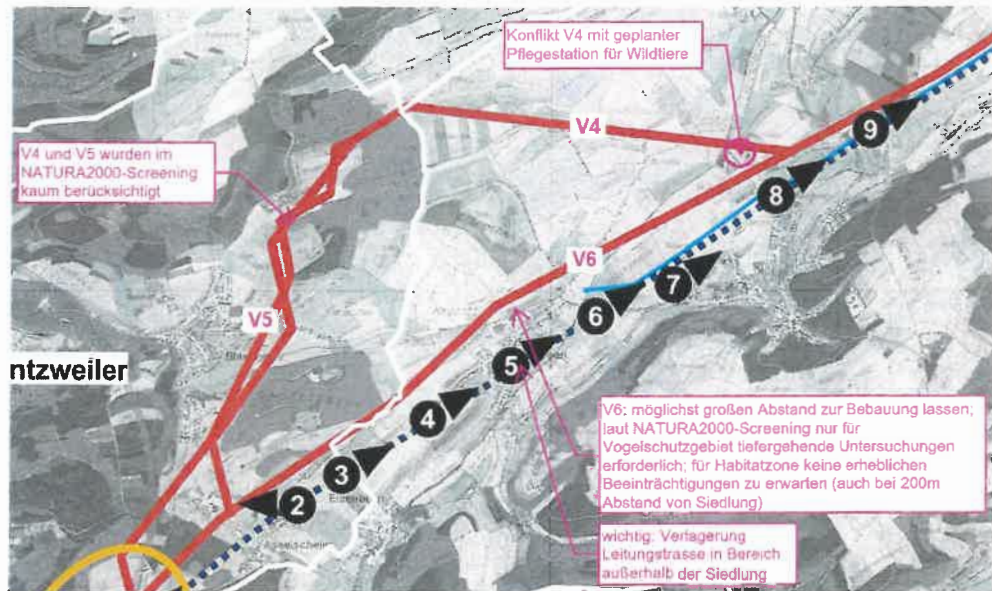 Konflikt V4 mit geplanter
Pflegestation für Wildtiere
V4
9
V4 und V5 wurden im
NATURA2000-Screening
kaum berücksichtigt
8
V6
7
6
V5
5
ntzweiler
4
V6: möglichst großen Abstand zur Bebauung lassen;
laut NATURA2000-Screening nur für
Vogelschutzgebiet tiefergehende Untersuchungen
erforderlich; für Habitatzone keine erheblichen
Beeinträchtigungen zu erwarten (auch bei 200m
Abstand von Siedlung)
3
2
Asselscheier
wichtig: Verlagerung
Leitungstrasse in Bereich
außerhalb der Siedlung